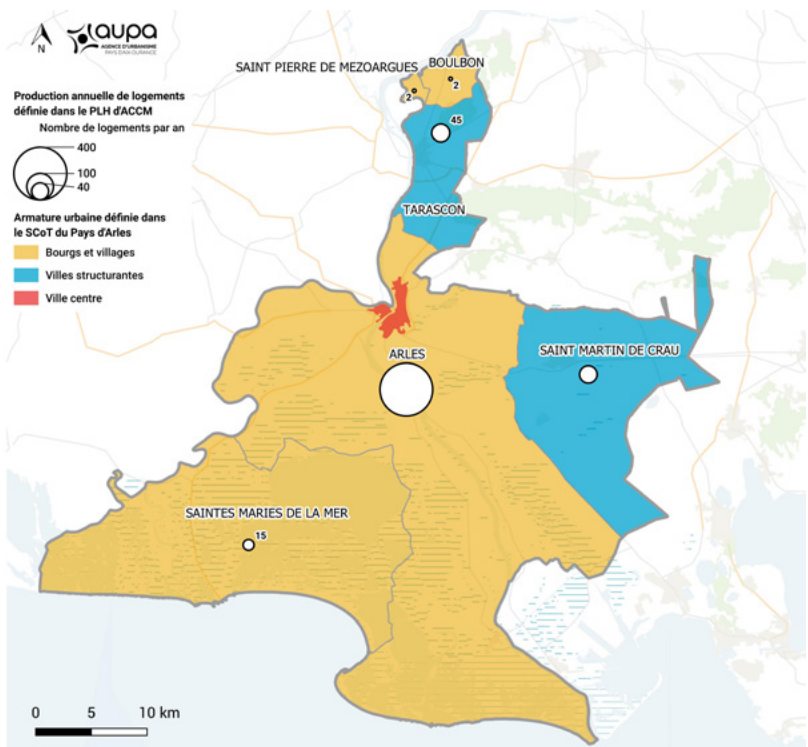 N
aupa
AGENCE D'URBANISME
PAYS D'AIX-DURANCE
Production annuelle de logements
définie dans le PLH d'ACCM
Nombre de logements par an
400
100
40
Armature urbaine définie dans
le SCoT du Pays d'Arles
Bourgs et villages
Villes structurantes
Ville centre
SAINT PIERRE DE MEZOARGUES
BOULBON
2
2
45
TARASCON
ARLES
SAINT MARTIN DE CRAU
SAINTES MARIES DE LA MER
15
0 5 10 km